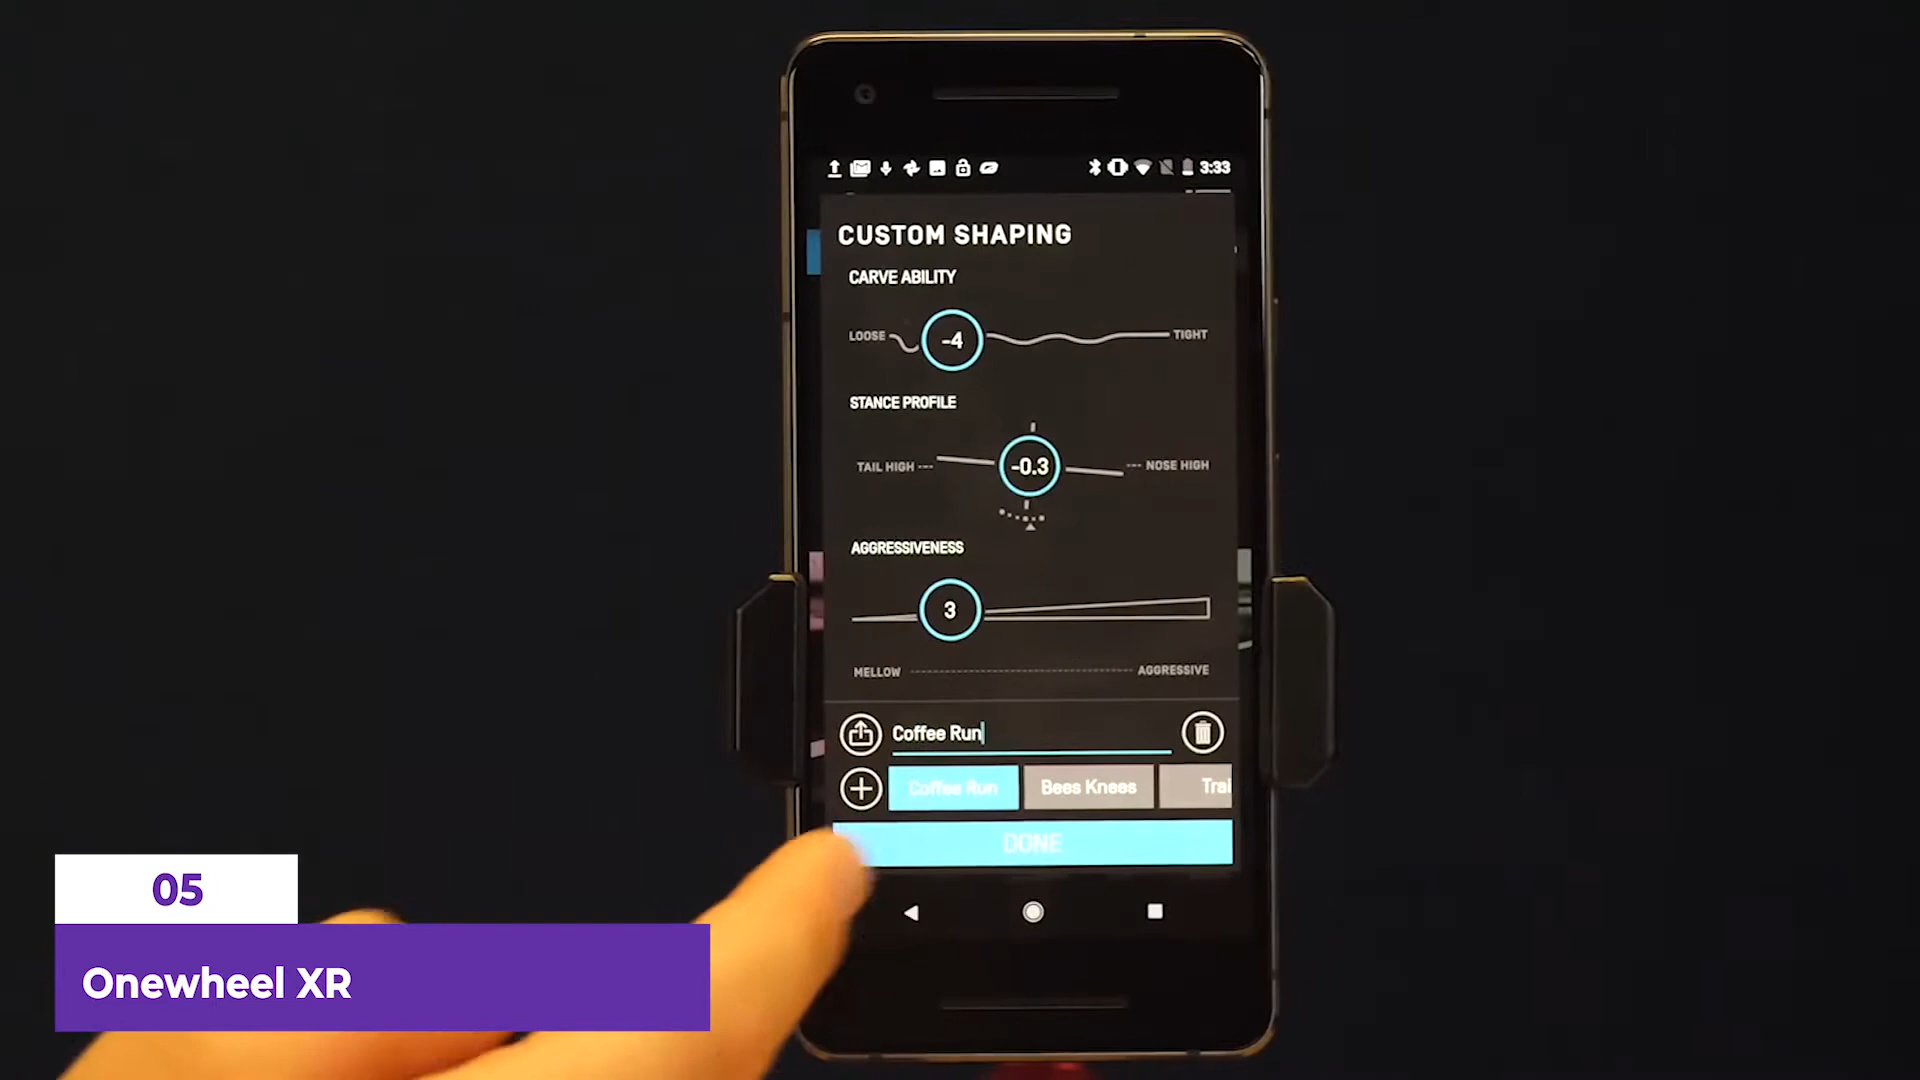 3:33
CUSTOM SHAPING
CARVE ABILITY
LOOSE -4 TIGHT
STANCE PROFILE
TAIL HIGH --- -0.3 --- NOSE HIGH
AGGRESSIVENESS
3
MELLOW AGGRESSIVE
Coffee Run
Coffee Run Bees Knees Trai
DONE
05
Onewheel XR